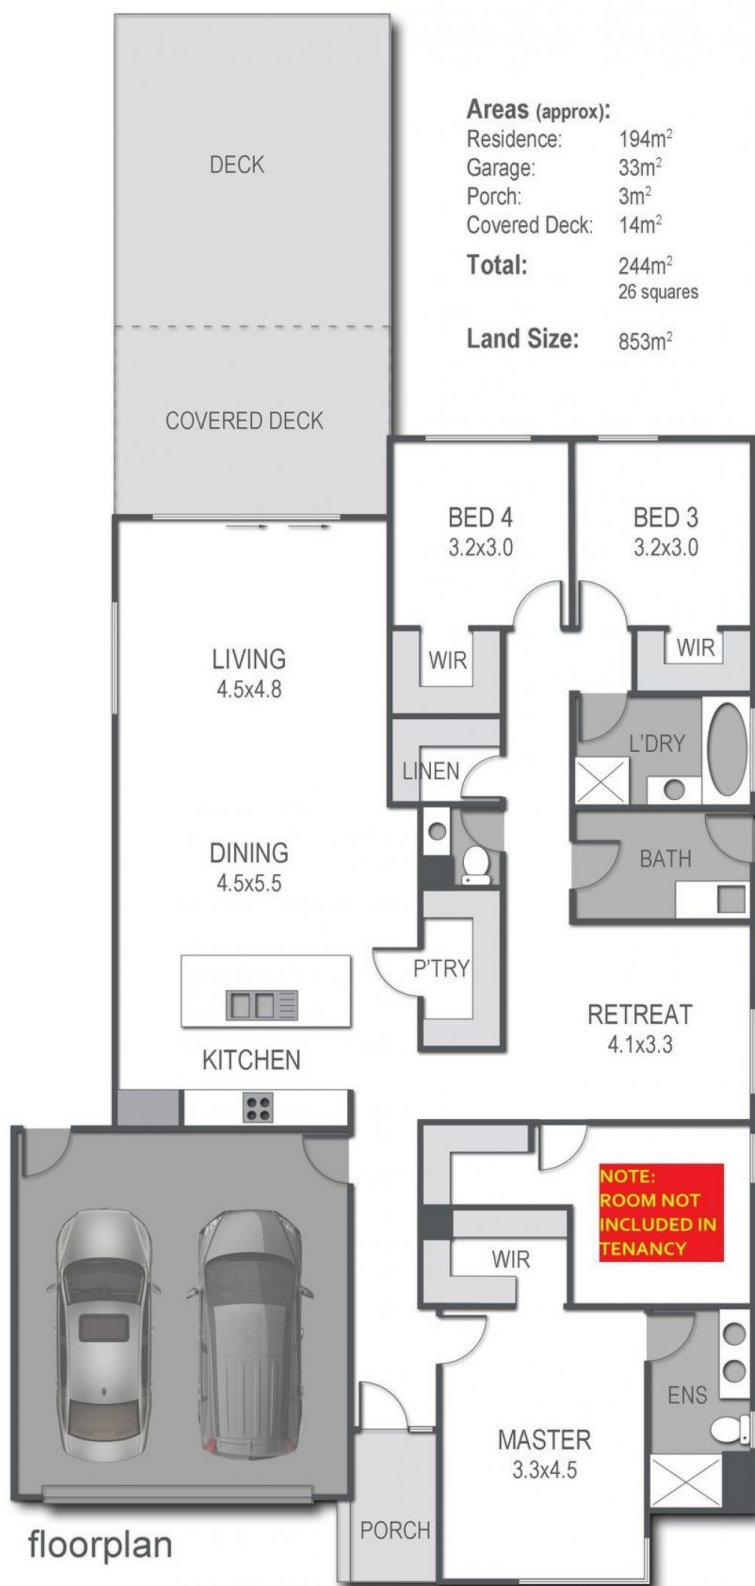 DECK
Areas (approx):
Residence: 194m²
Garage: 33m²
Porch: 3m²
Covered Deck: 14m²
Total: 244m²
26 squares
Land Size: 853m²
COVERED DECK
BED 4
3.2x3.0
BED 3
3.2x3.0
WIR
WIR
LIVING
4.5x4.8
LINEN
L'DRY
DINING
4.5x5.5
BATH
P'TRY
RETREAT
4.1x3.3
KITCHEN
NOTE:
ROOM NOT
INCLUDED IN
TENANCY
WIR
ENS
MASTER
3.3x4.5
PORCH
floorplan